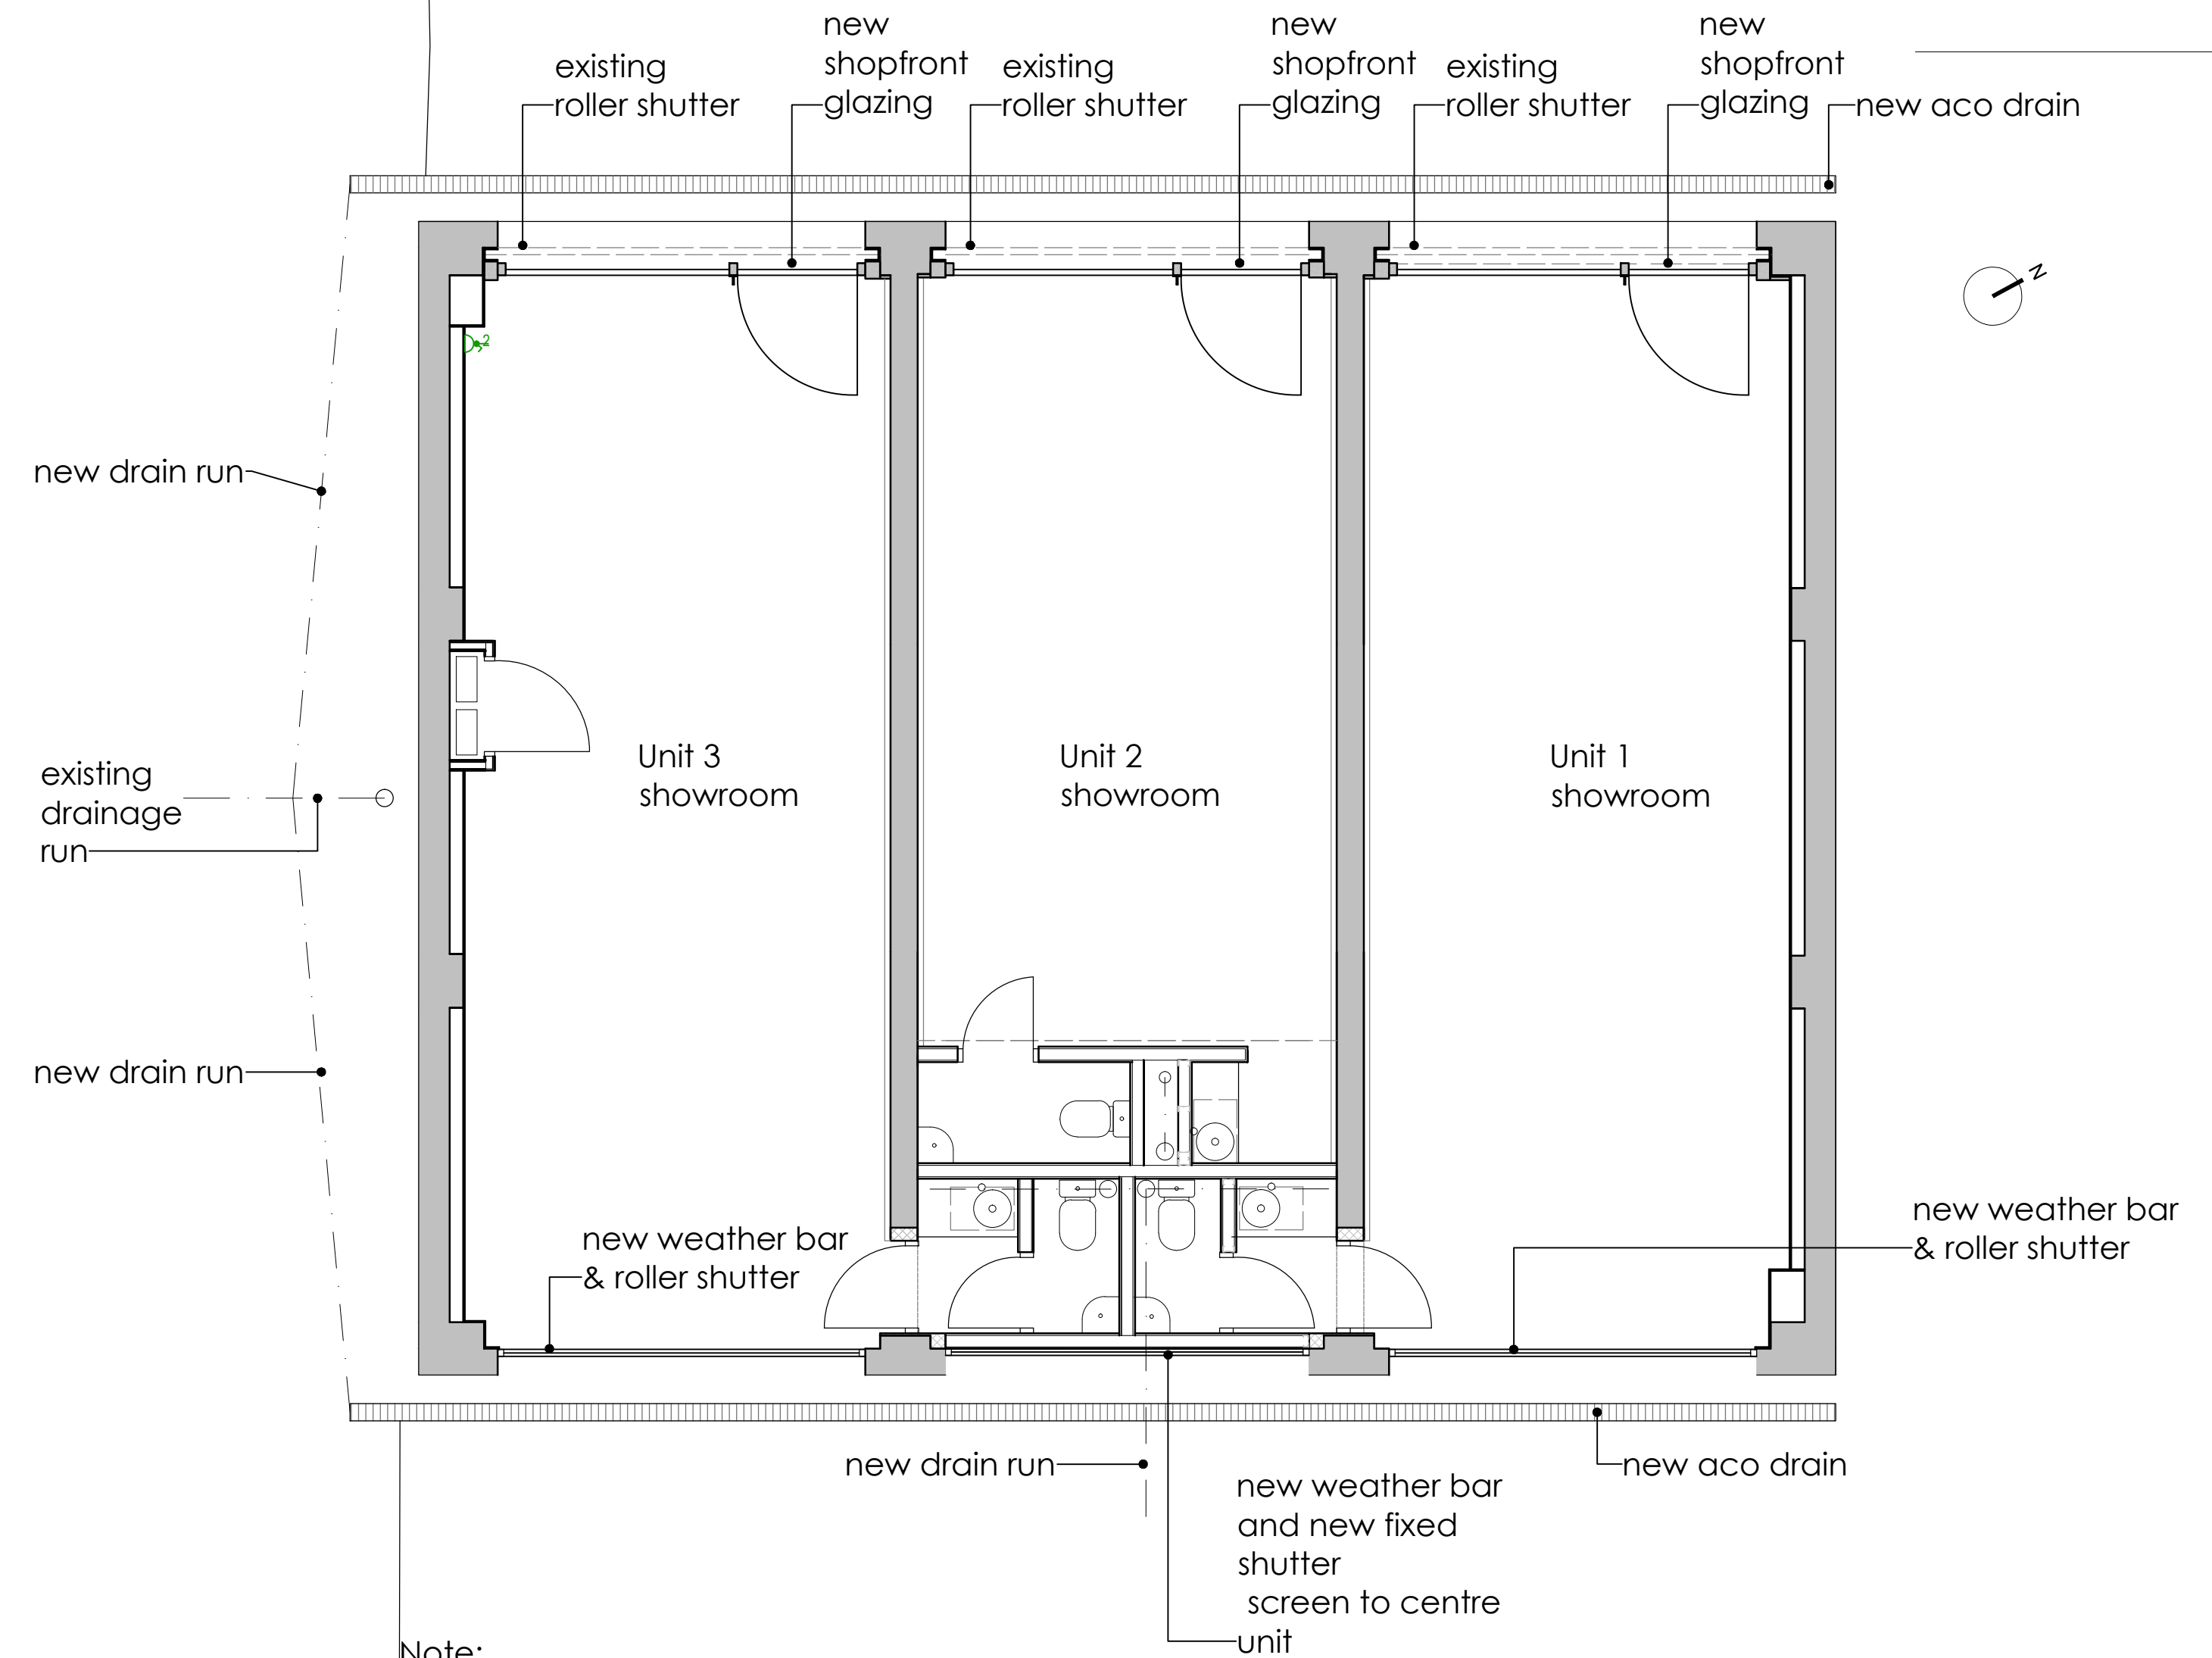 new
shopfront
glazing
existing
roller shutter
new
shopfront
glazing
existing
roller shutter
new
shopfront
glazing
existing
roller shutter
new aco drain
N
2
new drain run
Unit 3
showroom
Unit 2
showroom
Unit 1
showroom
existing
drainage
run
new drain run
new weather bar
& roller shutter
new weather bar
& roller shutter
new drain run
new aco drain
new weather bar
and new fixed
shutter
screen to centre
unit
Note: